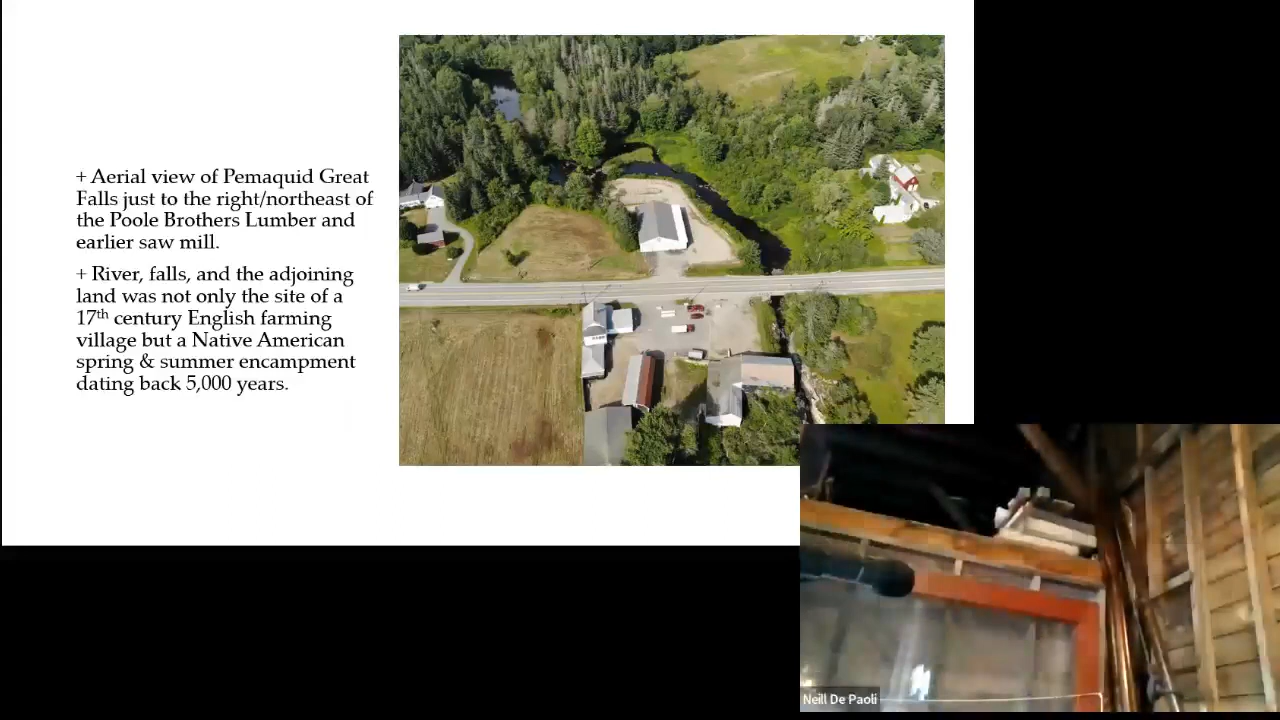 + Aerial view of Pemaquid Great
Falls just to the right/northeast of
the Poole Brothers Lumber and
earlier saw mill.
+ River, falls, and the adjoining
land was not only the site of a
17th century English farming
village but a Native American
spring & summer encampment
dating back 5,000 years.
Neill De Paoli